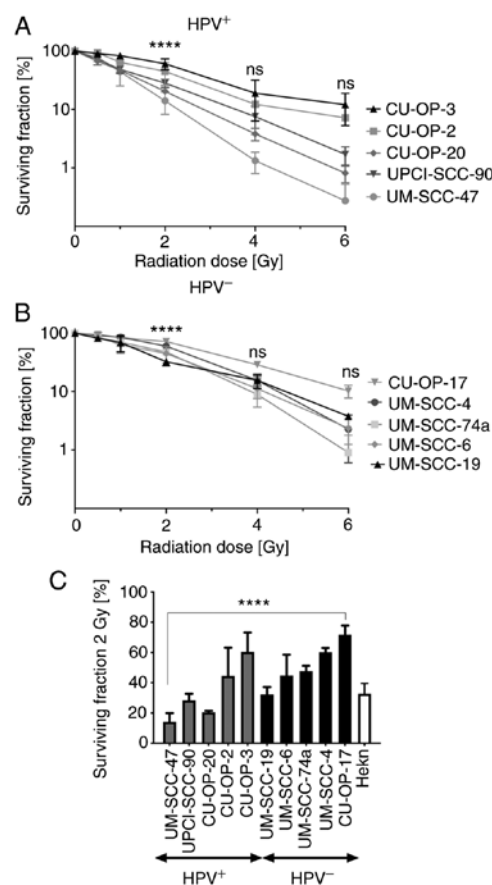 A
HPV+
Surviving fraction [%]
100
10
1
0
2
4
6
****
ns
ns
Radiation dose [Gy]
CU-OP-3
CU-OP-2
CU-OP-20
UPCI-SCC-90
UM-SCC-47
HPV−
B
Surviving fraction [%]
100
10
1
0
2
4
6
****
ns
ns
Radiation dose [Gy]
CU-OP-17
UM-SCC-4
UM-SCC-74a
UM-SCC-6
UM-SCC-19
C
Surviving fraction 2 Gy [%]
100
80
60
40
20
0
****
UM-SCC-47
UPCI-SCC-90
CU-OP-20
CU-OP-2
CU-OP-3
UM-SCC-19
UM-SCC-6
UM-SCC-74a
UM-SCC-4
CU-OP-17
Hekn
HPV+
HPV−